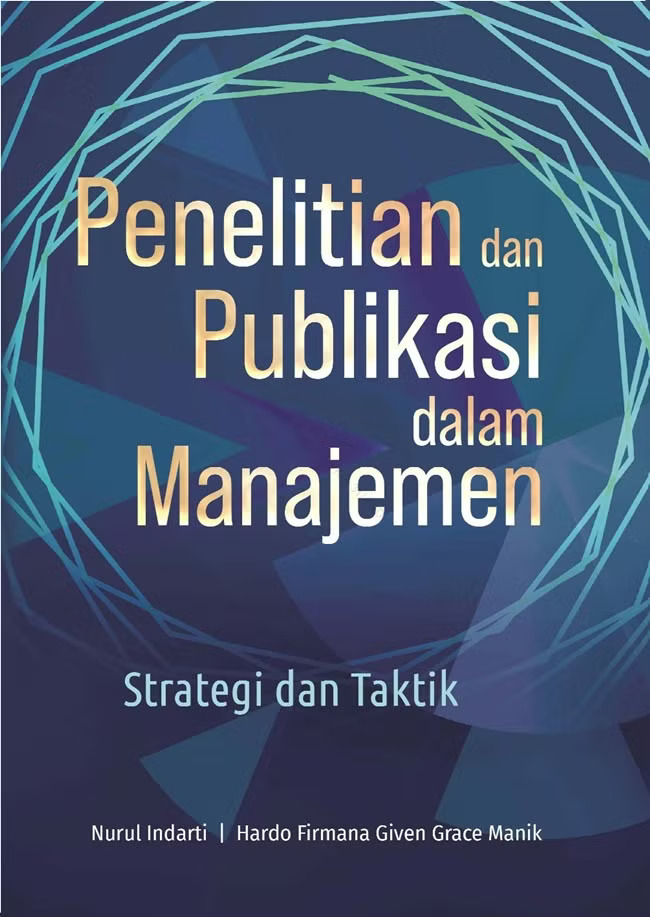 Penelitian dan
Publikasi
dalam
Manajemen
Strategi dan Taktik
Nurul Indarti | Hardo Firmana Given Grace Manik